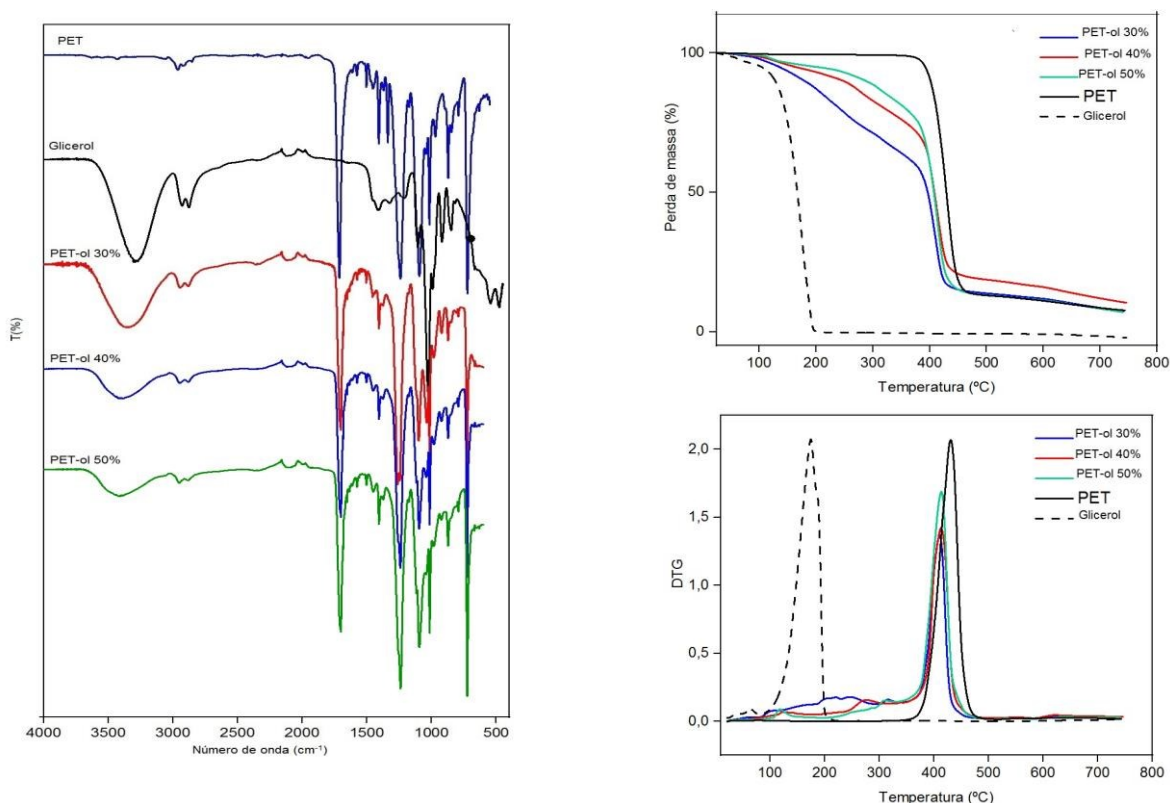 PET
Glicerol
PET-ol 30%
PET-ol 40%
PET-ol 50%
T(%)
4000 3500 3000 2500 2000 1500 1000 500
Número de onda (cm-1)
PET-ol 30%
PET-ol 40%
PET-ol 50%
PET
Glicerol
100
50
0
Perda de massa (%)
100 200 300 400 500 600 700 800
Temperatura (ºC)
PET-ol 30%
PET-ol 40%
PET-ol 50%
PET
Glicerol
2,0
1,5
1,0
0,5
0,0
DTG
100 200 300 400 500 600 700 800
Temperatura (ºC)